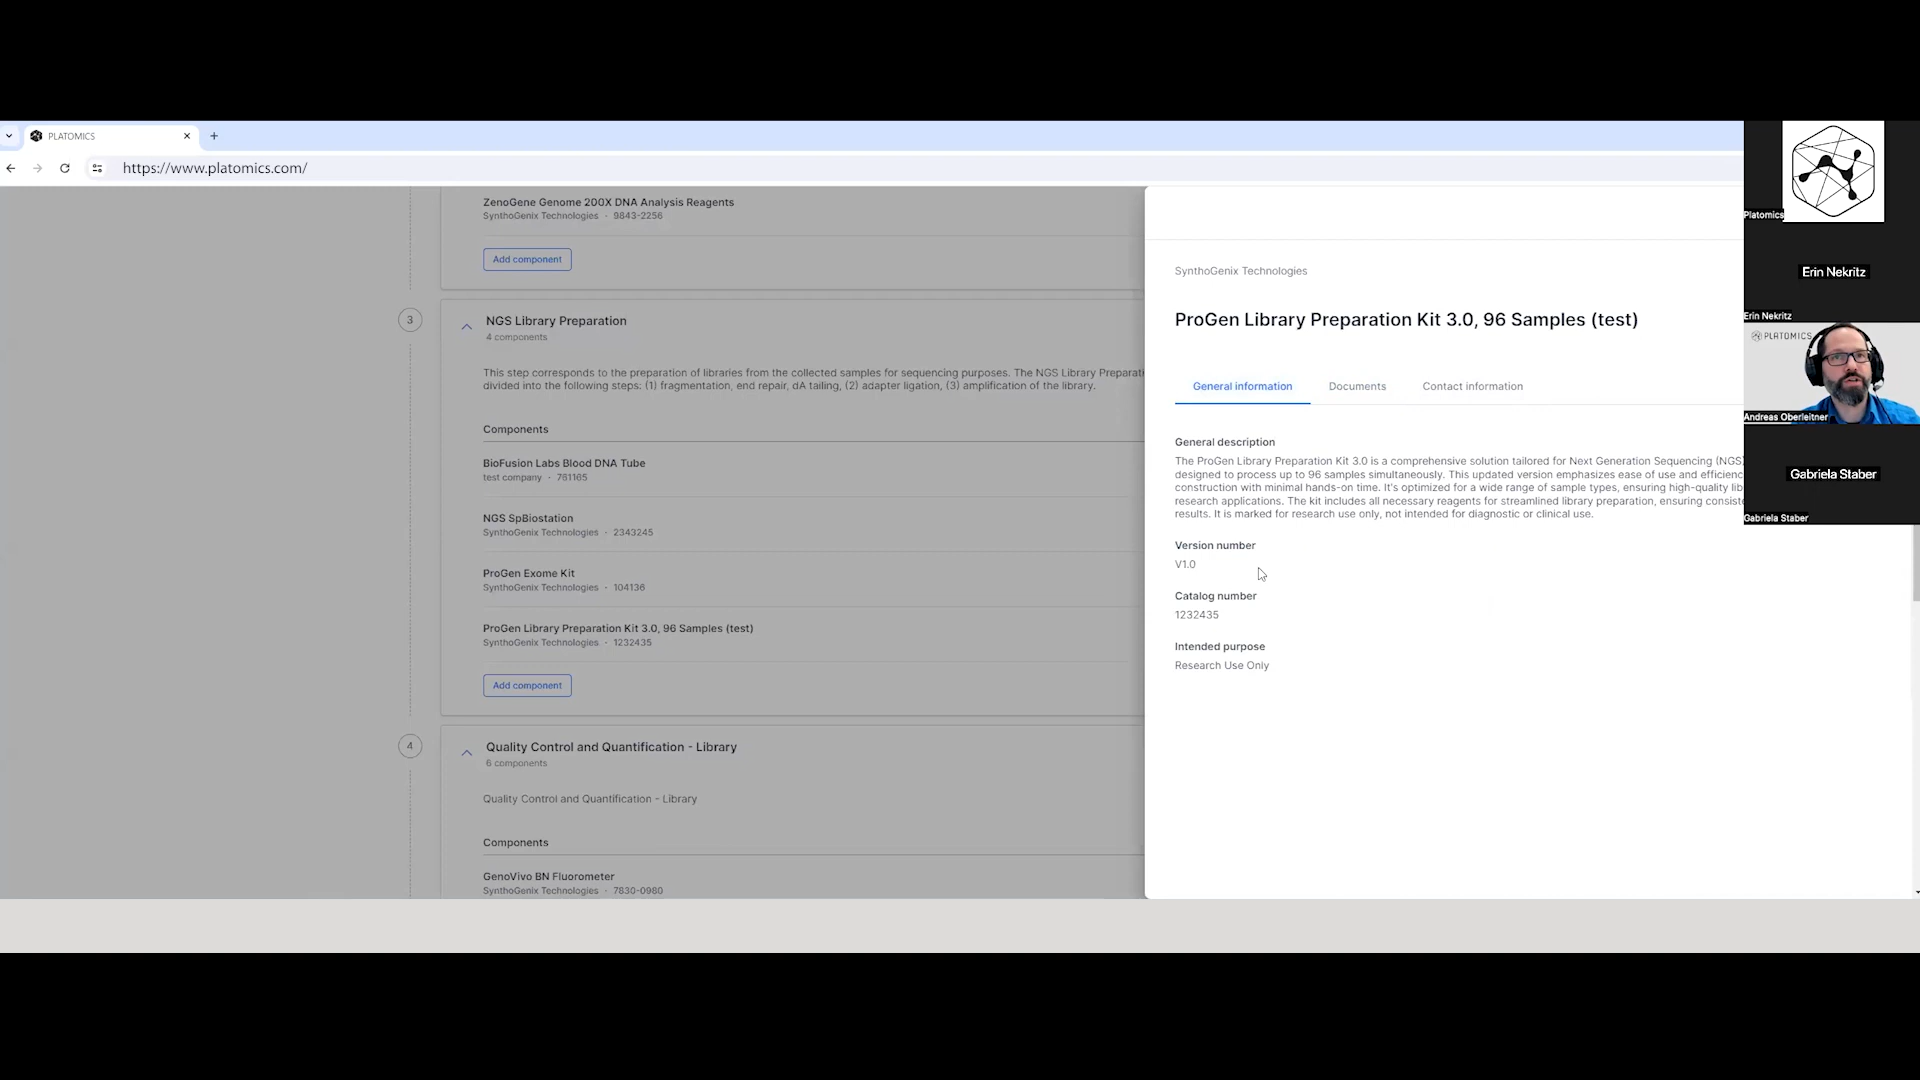 PLATOMICS
https://www.platomics.com/
ZenoGene Genome 200X DNA Analysis Reagents
SynthoGenix Technologies · 9843-2256
Add component
3
NGS Library Preparation
4 components
This step corresponds to the preparation of libraries from the collected samples for sequencing purposes. The NGS Library Preparati
divided into the following steps: (1) fragmentation, end repair, dA tailing, (2) adapter ligation, (3) amplification of the library.
Components
BioFusion Labs Blood DNA Tube
test company · 761165
NGS SpBiostation
SynthoGenix Technologies · 2343245
ProGen Exome Kit
SynthoGenix Technologies · 104136
ProGen Library Preparation Kit 3.0, 96 Samples (test)
SynthoGenix Technologies · 1232435
Add component
4
Quality Control and Quantification - Library
6 components
Quality Control and Quantification - Library
Components
GenoVivo BN Fluorometer
SynthoGenix Technologies · 7830-0980
SynthoGenix Technologies
ProGen Library Preparation Kit 3.0, 96 Samples (test)
General information
Documents
Contact information
General description
The ProGen Library Preparation Kit 3.0 is a comprehensive solution tailored for Next Generation Sequencing (NGS)
designed to process up to 96 samples simultaneously. This updated version emphasizes ease of use and efficienc
construction with minimal hands-on time. It's optimized for a wide range of sample types, ensuring high-quality lib
research applications. The kit includes all necessary reagents for streamlined library preparation, ensuring consist
results. It is marked for research use only, not intended for diagnostic or clinical use.
Version number
V1.0
Catalog number
1232435
Intended purpose
Research Use Only
Platomics
Erin Nekritz
Erin Nekritz
PLATOMICS
Andreas Oberleitner
Gabriela Staber
Gabriela Staber